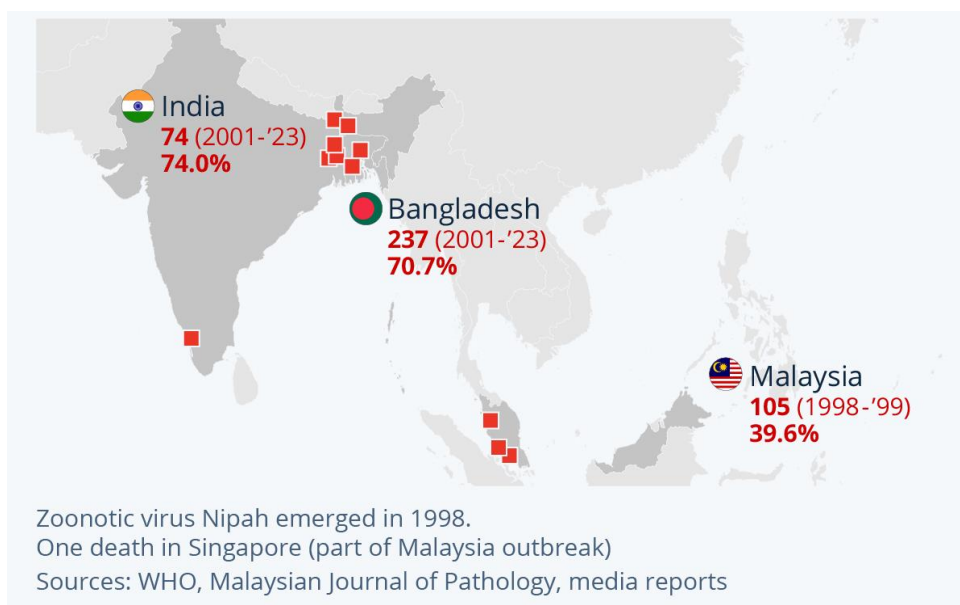 India
74 (2001-’23)
74.0%
Bangladesh
237 (2001-’23)
70.7%
Malaysia
105 (1998-’99)
39.6%
Zoonotic virus Nipah emerged in 1998.
One death in Singapore (part of Malaysia outbreak)
Sources: WHO, Malaysian Journal of Pathology, media reports